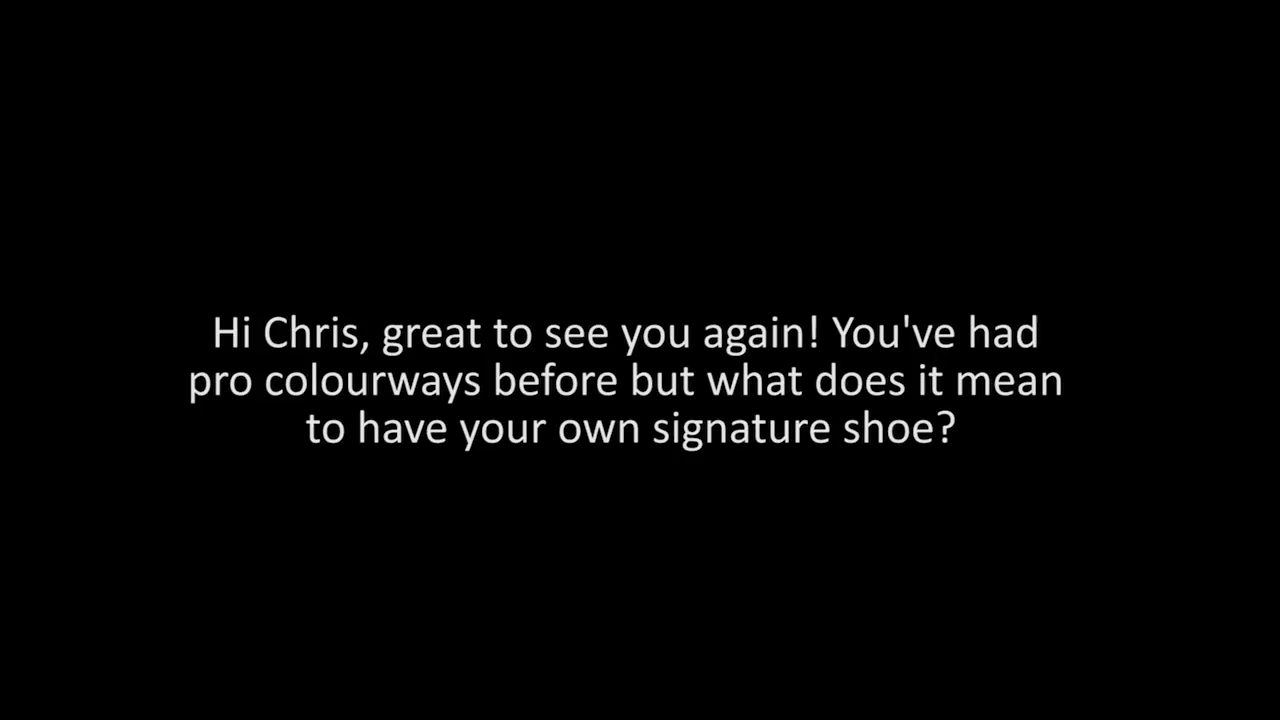 Hi Chris, great to see you again! You've had
pro colourways before but what does it mean
to have your own signature shoe?